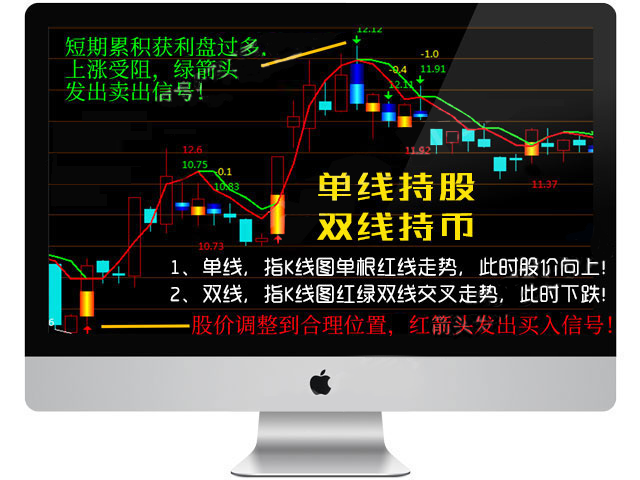 12.12
短期累积获利盘过多，
上涨受阻，绿箭头
发出卖出信号！
-1.0
-0.4
11.91
12.11
12.6
11.92
10.75
-0.1
10.83
11.37
单线持股
双线持币
10.73
1、单线，指K线图单根红线走势，此时股价向上!
2、双线，指K线图红绿双线交叉走势，此时下跌!
6
股价调整到合理位置，红箭头发出买入信号！